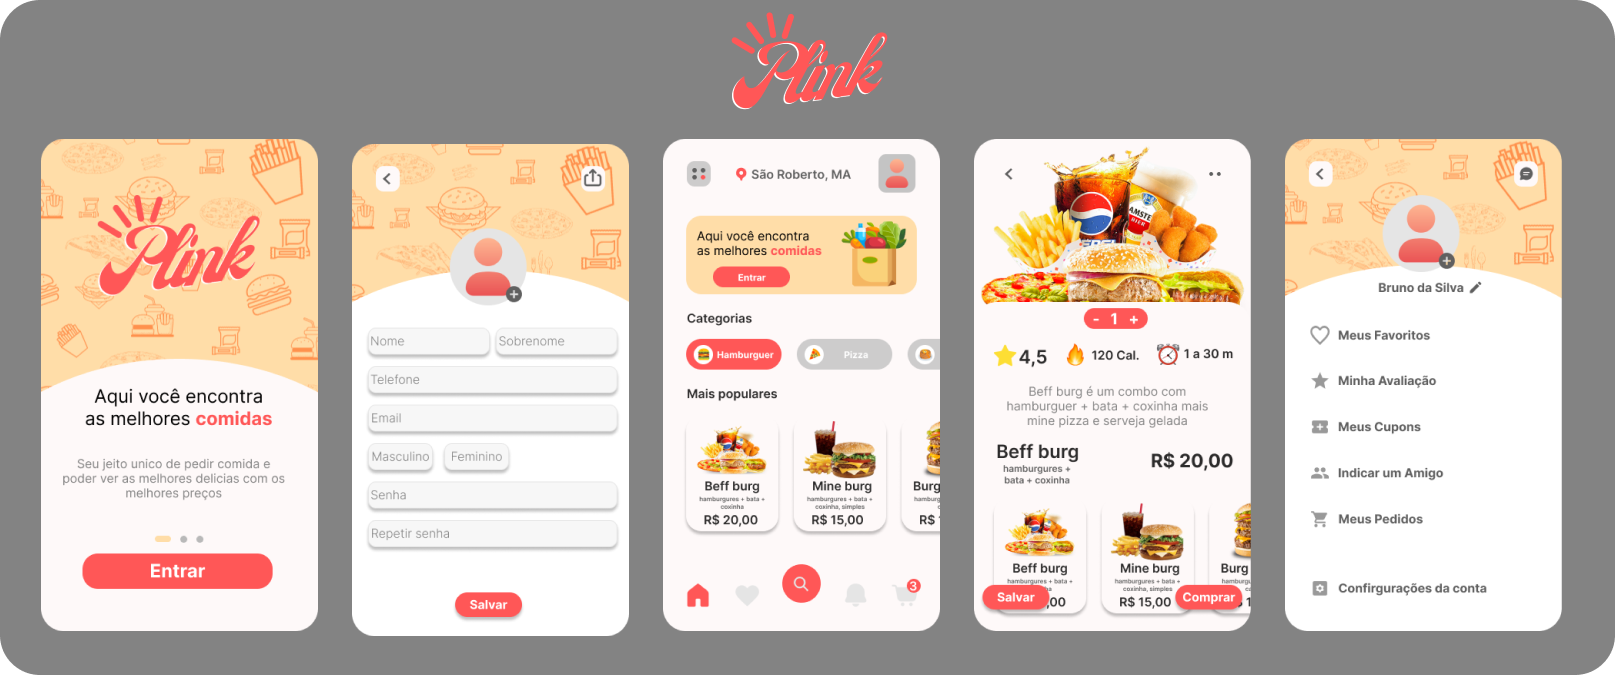 Plink
Plink
Aqui você encontra
as melhores comidas
Seu jeito unico de pedir comida e
poder ver as melhores delicias com os
melhores preços
Entrar
Nome
Sobrenome
Telefone
Email
Masculino
Feminino
Senha
Repetir senha
Salvar
São Roberto, MA
Aqui você encontra
as melhores comidas
Entrar
Categorias
Hamburguer
Pizza
Mais populares
Beff burg
hamburgures + bata +
coxinha
R$ 20,00
Mine burg
hamburgures + bata +
coxinha, simples
R$ 15,00
Burg
hamburg
R$
3
AMSTE
BIER
- 1 +
4,5
120 Cal.
1 a 30 m
Beff burg é um combo com
hamburguer + bata + coxinha mais
mine pizza e serveja gelada
Beff burg
hamburgures +
bata + coxinha
R$ 20,00
Beff burg
hamburgures + bata +
coxinha
,00
Mine burg
hamburgures + bata +
coxinha, simples
R$ 15,00
Burg
hamburg
Salvar
Comprar
Bruno da Silva
Meus Favoritos
Minha Avaliação
Meus Cupons
Indicar um Amigo
Meus Pedidos
Confirgurações da conta